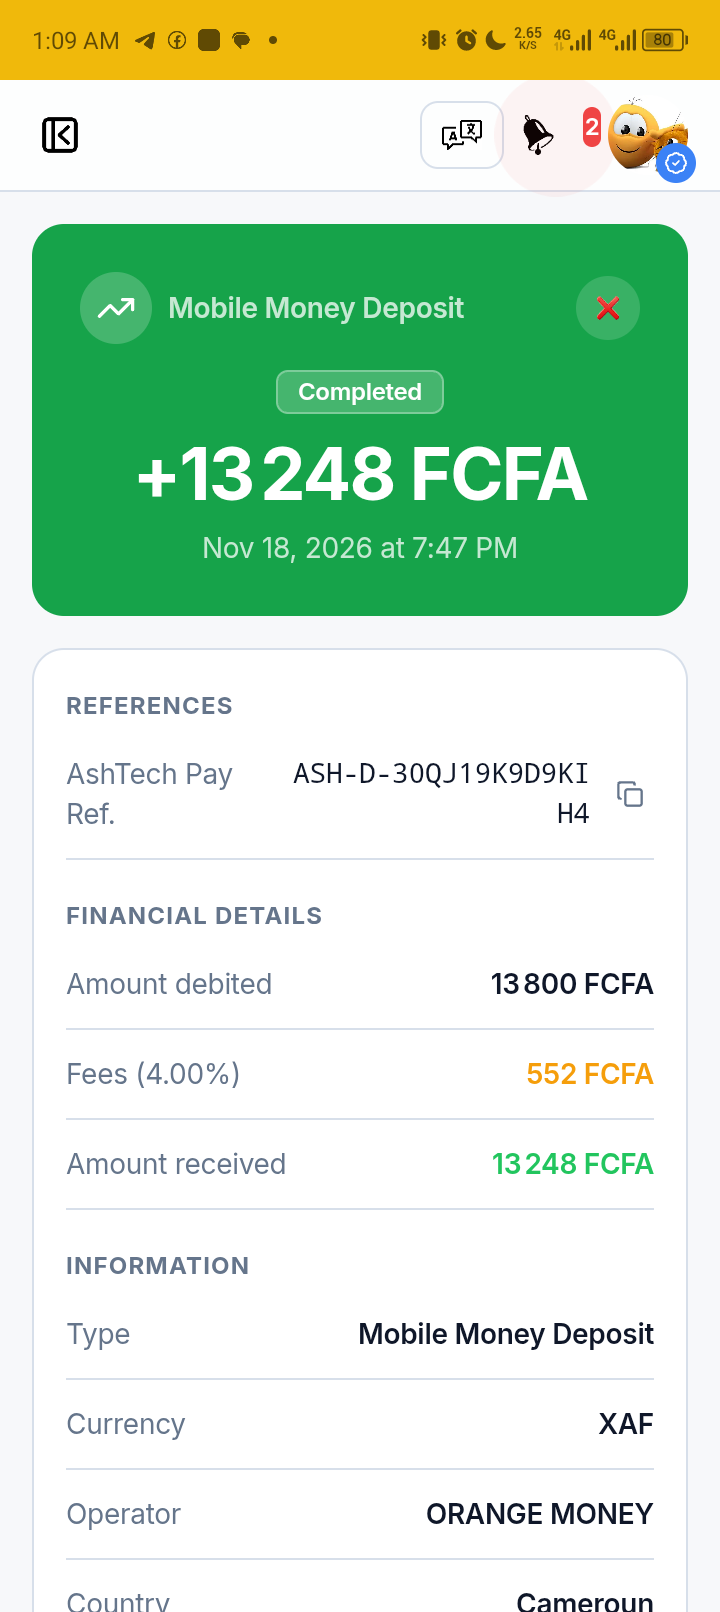 1:09 AM 2.65 K/S 4G 4G 80
A 文 2
Mobile Money Deposit
Completed
+13 248 FCFA
Nov 18, 2026 at 7:47 PM
REFERENCES
AshTech Pay Ref. ASH-D-3OQJ19K9D9KI
H4
FINANCIAL DETAILS
Amount debited 13 800 FCFA
Fees (4.00%) 552 FCFA
Amount received 13 248 FCFA
INFORMATION
Type Mobile Money Deposit
Currency XAF
Operator ORANGE MONEY
Country Cameroun